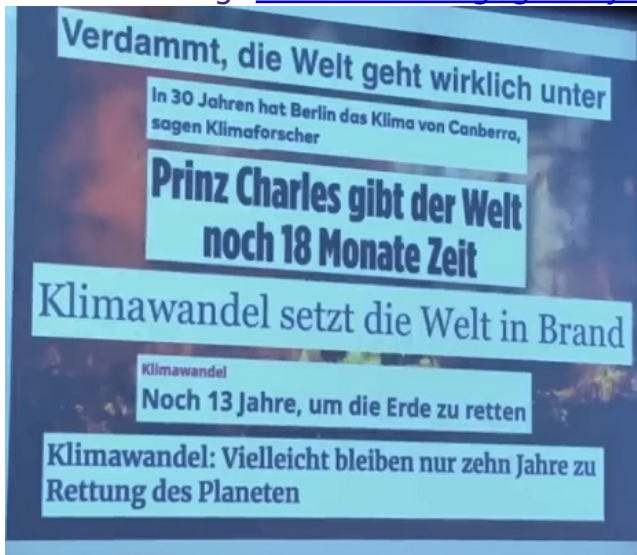 Verdammt, die Welt geht wirklich unter
In 30 Jahren hat Berlin das Klima von Canberra,
sagen Klimaforscher
Prinz Charles gibt der Welt
noch 18 Monate Zeit
Klimawandel setzt die Welt in Brand
Klimawandel
Noch 13 Jahre, um die Erde zu retten
Klimawandel: Vielleicht bleiben nur zehn Jahre zu
Rettung des Planeten